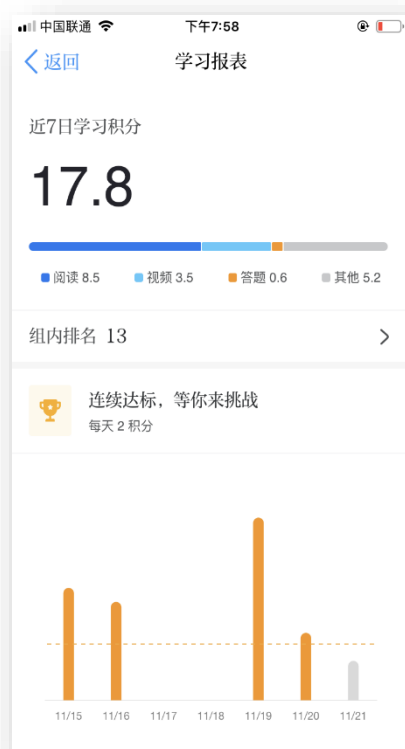 中国联通 下午7:58
返回 学习报表
近7日学习积分
17.8
阅读 8.5 视频 3.5 答题 0.6 其他 5.2
组内排名 13
连续达标，等你来挑战
每天 2 积分
11/15 11/16 11/17 11/18 11/19 11/20 11/21